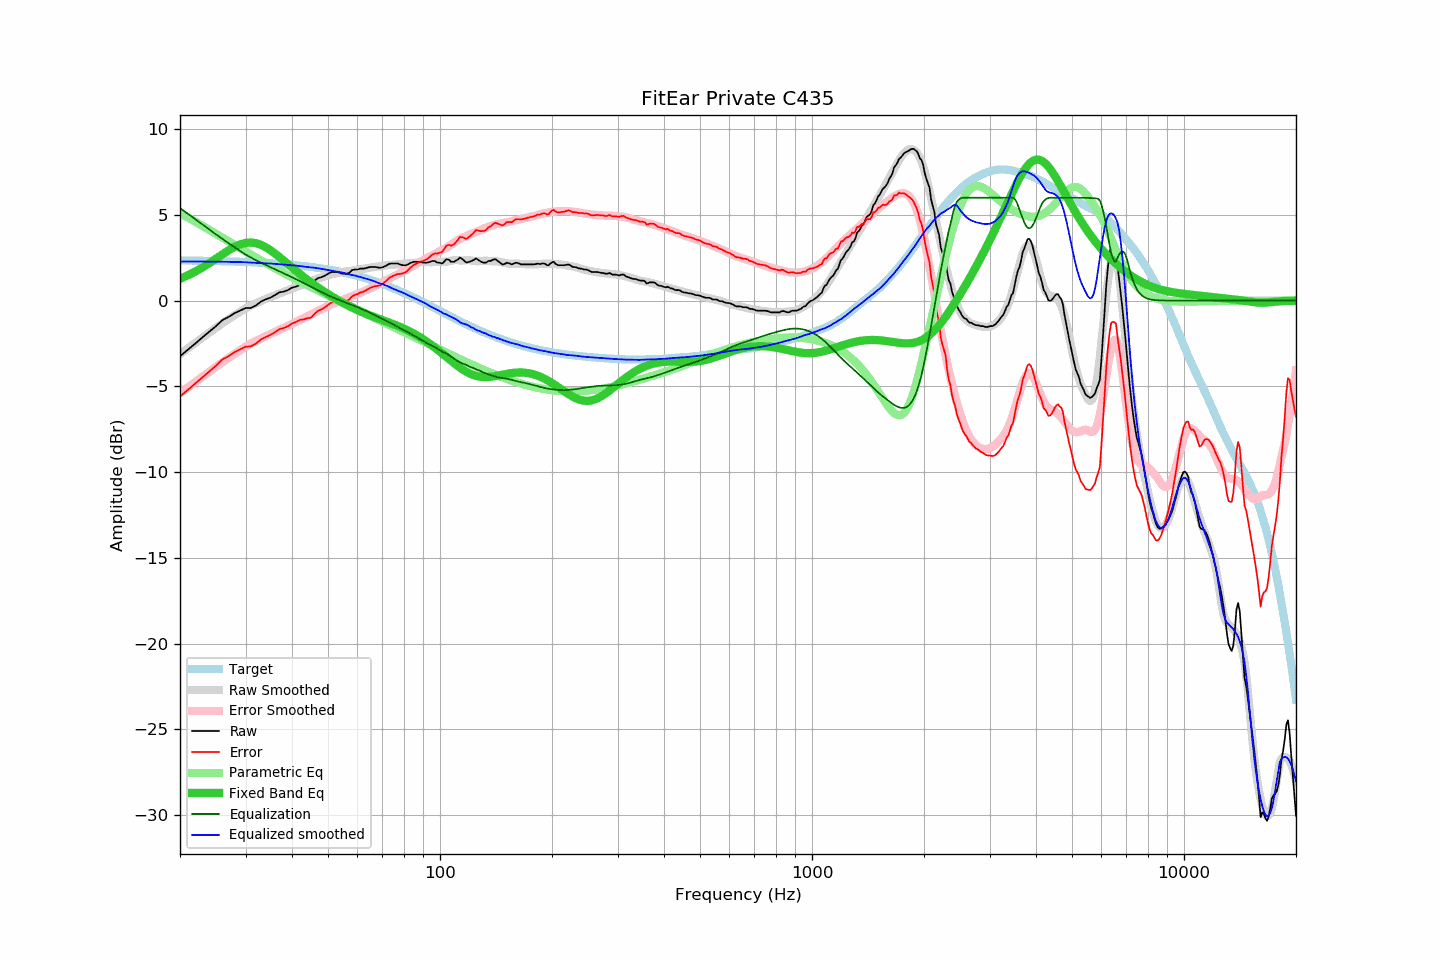 FitEar Private C435
10
5
0
−5
−10
−15
−20
−25
−30
Amplitude (dBr)
Target
Raw Smoothed
Error Smoothed
Raw
Error
Parametric Eq
Fixed Band Eq
Equalization
Equalized smoothed
100
1000
10000
Frequency (Hz)